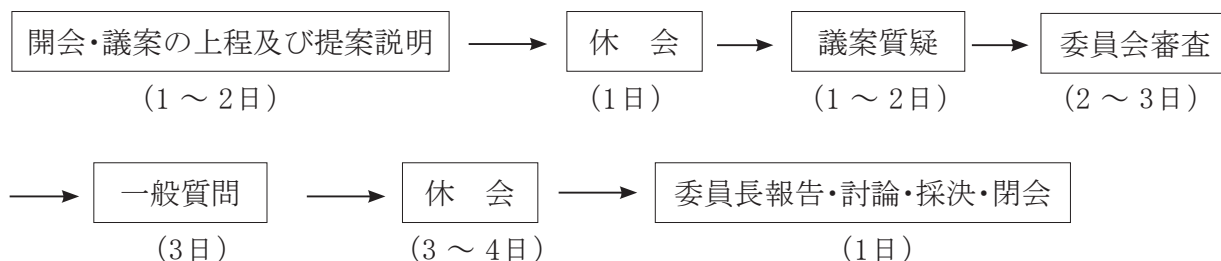 開会・議案の上程及び提案説明 → 休 会 → 議案質疑 → 委員会審査
（1 ～ 2日） （1日） （1 ～ 2日） （2 ～ 3日）
→ 一般質問 → 休 会 → 委員長報告・討論・採決・閉会
（3日） （3 ～ 4日） （1日）